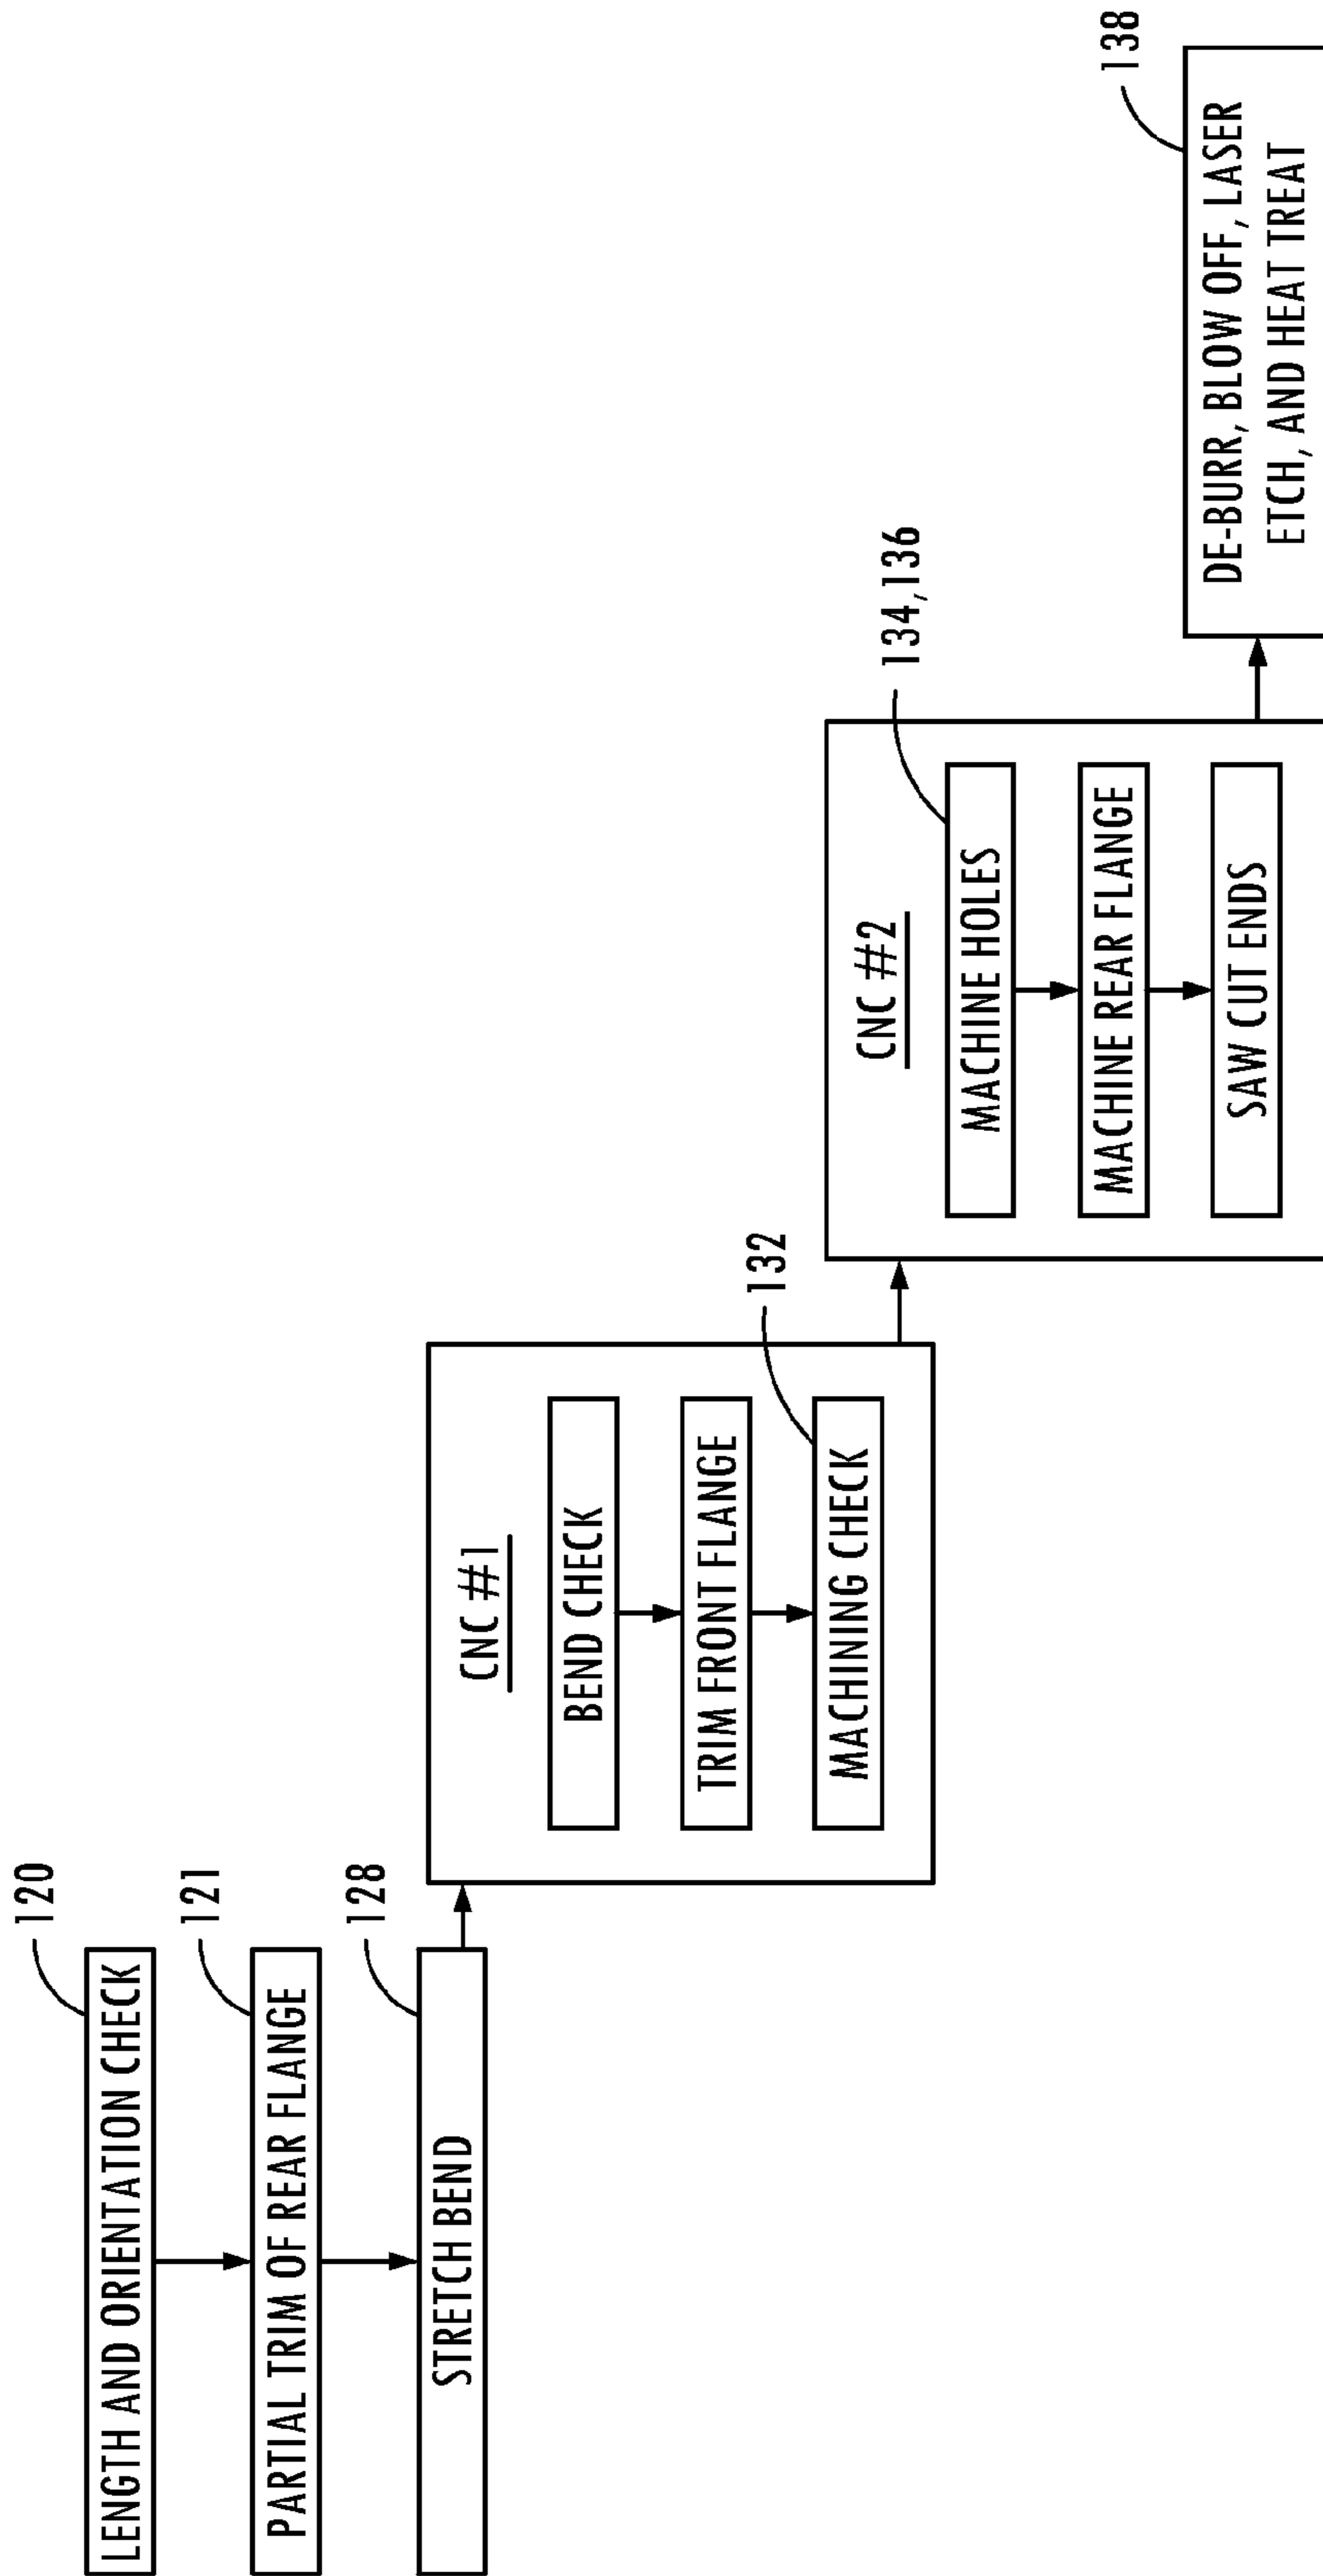 120
LENGTH AND ORIENTATION CHECK
121
PARTIAL TRIM OF REAR FLANGE
128
STRETCH BEND
CNC #1
BEND CHECK
TRIM FRONT FLANGE
132
MACHINING CHECK
CNC #2
134,136
MACHINE HOLES
MACHINE REAR FLANGE
SAW CUT ENDS
138
DE-BURR, BLOW OFF, LASER
ETCH, AND HEAT TREAT